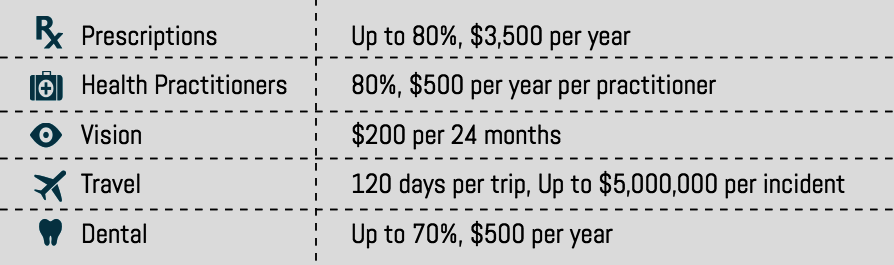 Rx Prescriptions Up to 80%, $3,500 per year
Health Practitioners 80%, $500 per year per practitioner
Vision $200 per 24 months
Travel 120 days per trip, Up to $5,000,000 per incident
Dental Up to 70%, $500 per year